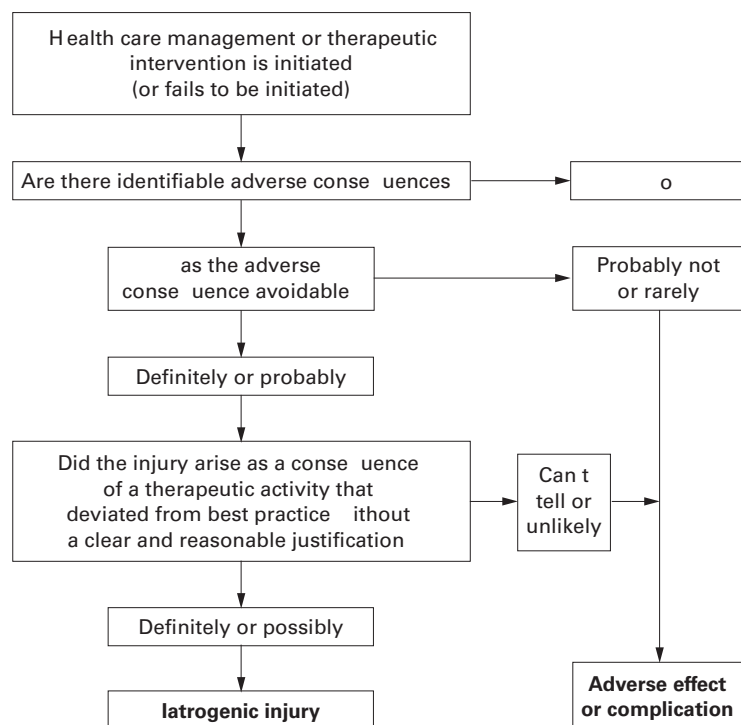 Health care management or therapeutic
intervention is initiated
(or fails to be initiated)
Are there identifiable adverse conse uences
o
as the adverse
conse uence avoidable
Probably not
or rarely
Definitely or probably
Did the injury arise as a conse uence
of a therapeutic activity that
deviated from best practice ithout
a clear and reasonable justification
Can t
tell or
unlikely
Definitely or possibly
Iatrogenic injury
Adverse effect
or complication